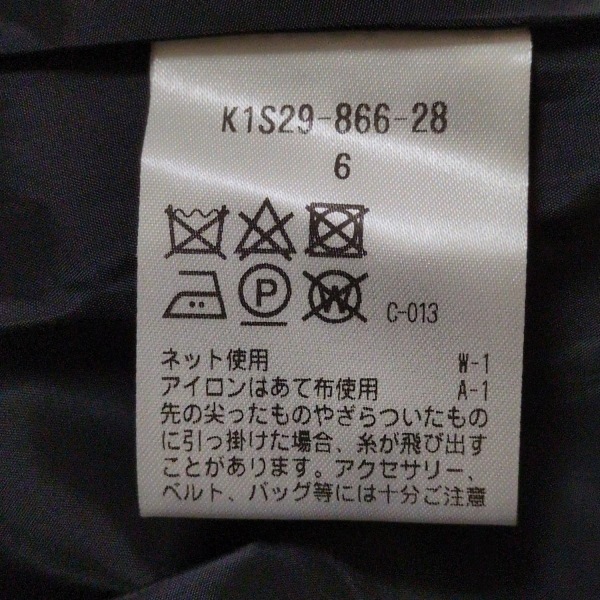 K1S29-866-28
6
P W C-013
ネット使用 W-1
アイロンはあて布使用 A-1
先の尖ったものやざらついたもの
に引っ掛けた場合、糸が飛び出す
ことがあります。アクセサリー、
ベルト、バッグ等には十分ご注意